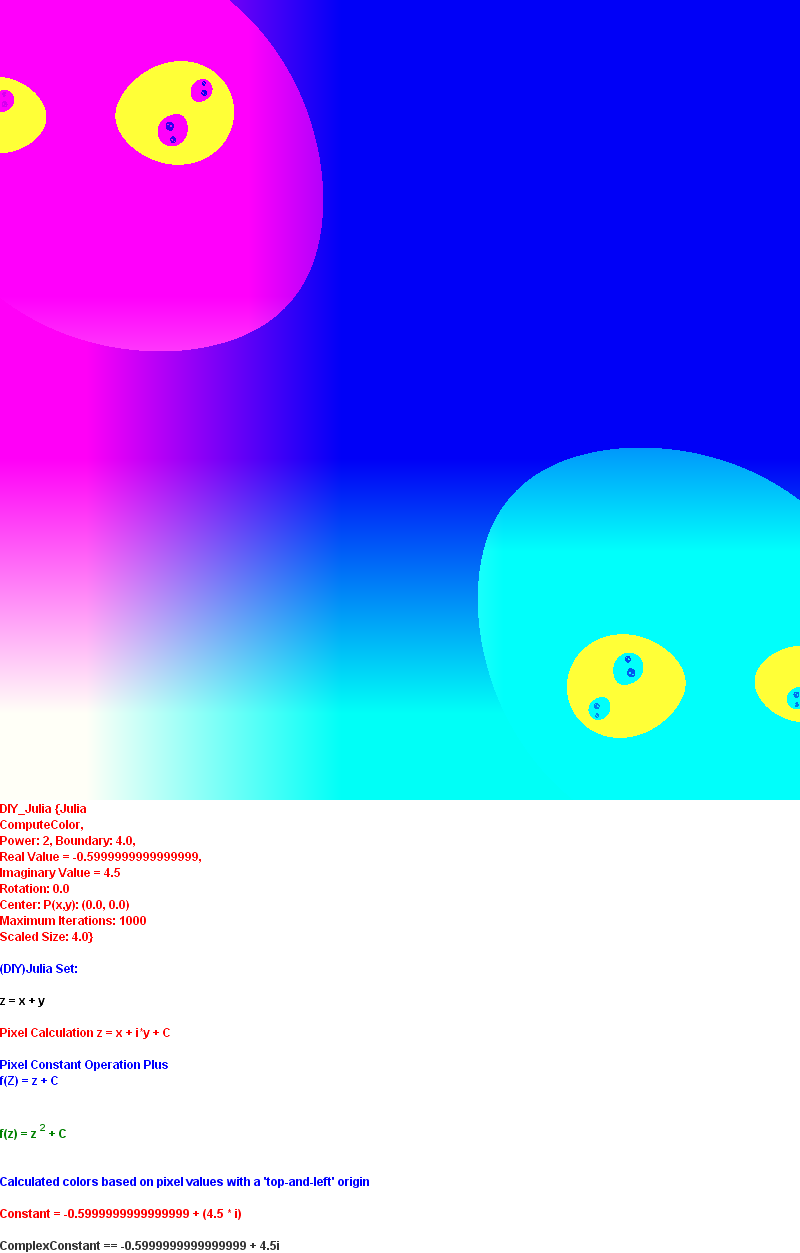 DIY_Julia {Julia
ComputeColor,
Power: 2, Boundary: 4.0,
Real Value = -0.5999999999999999,
Imaginary Value = 4.5
Rotation: 0.0
Center: P(x,y): (0.0, 0.0)
Maximum Iterations: 1000
Scaled Size: 4.0}
(DIY)Julia Set:
z = x + y
Pixel Calculation z = x + i*y + C
Pixel Constant Operation Plus
f(Z) = z + C
f(z) = z 2 + C
Calculated colors based on pixel values with a 'top-and-left' origin
Constant = -0.5999999999999999 + (4.5 * i)
ComplexConstant == -0.5999999999999999 + 4.5i